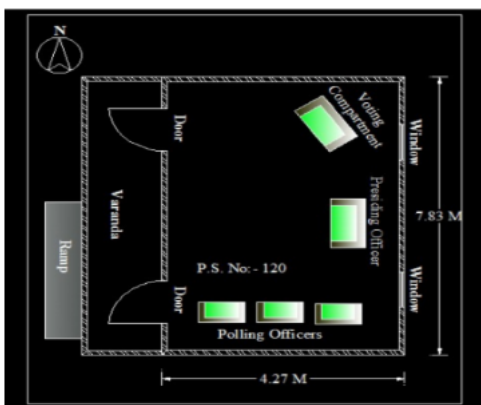 N
Voting
Compartment
Door
Window
Presiding Officer
7.83 M
Varanda
Ramp
P.S. No:- 120
Door
Window
Polling Officers
4.27 M